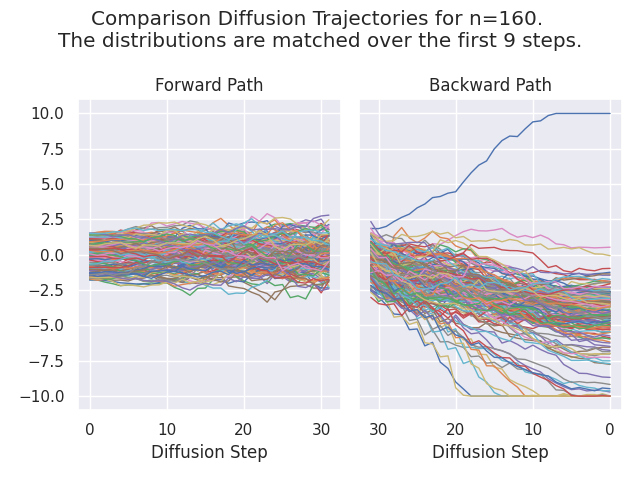 Comparison Diffusion Trajectories for n=160.
The distributions are matched over the first 9 steps.
Forward Path
Backward Path
10.0
7.5
5.0
2.5
0.0
−2.5
−5.0
−7.5
−10.0
0 10 20 30
30 20 10 0
Diffusion Step
Diffusion Step